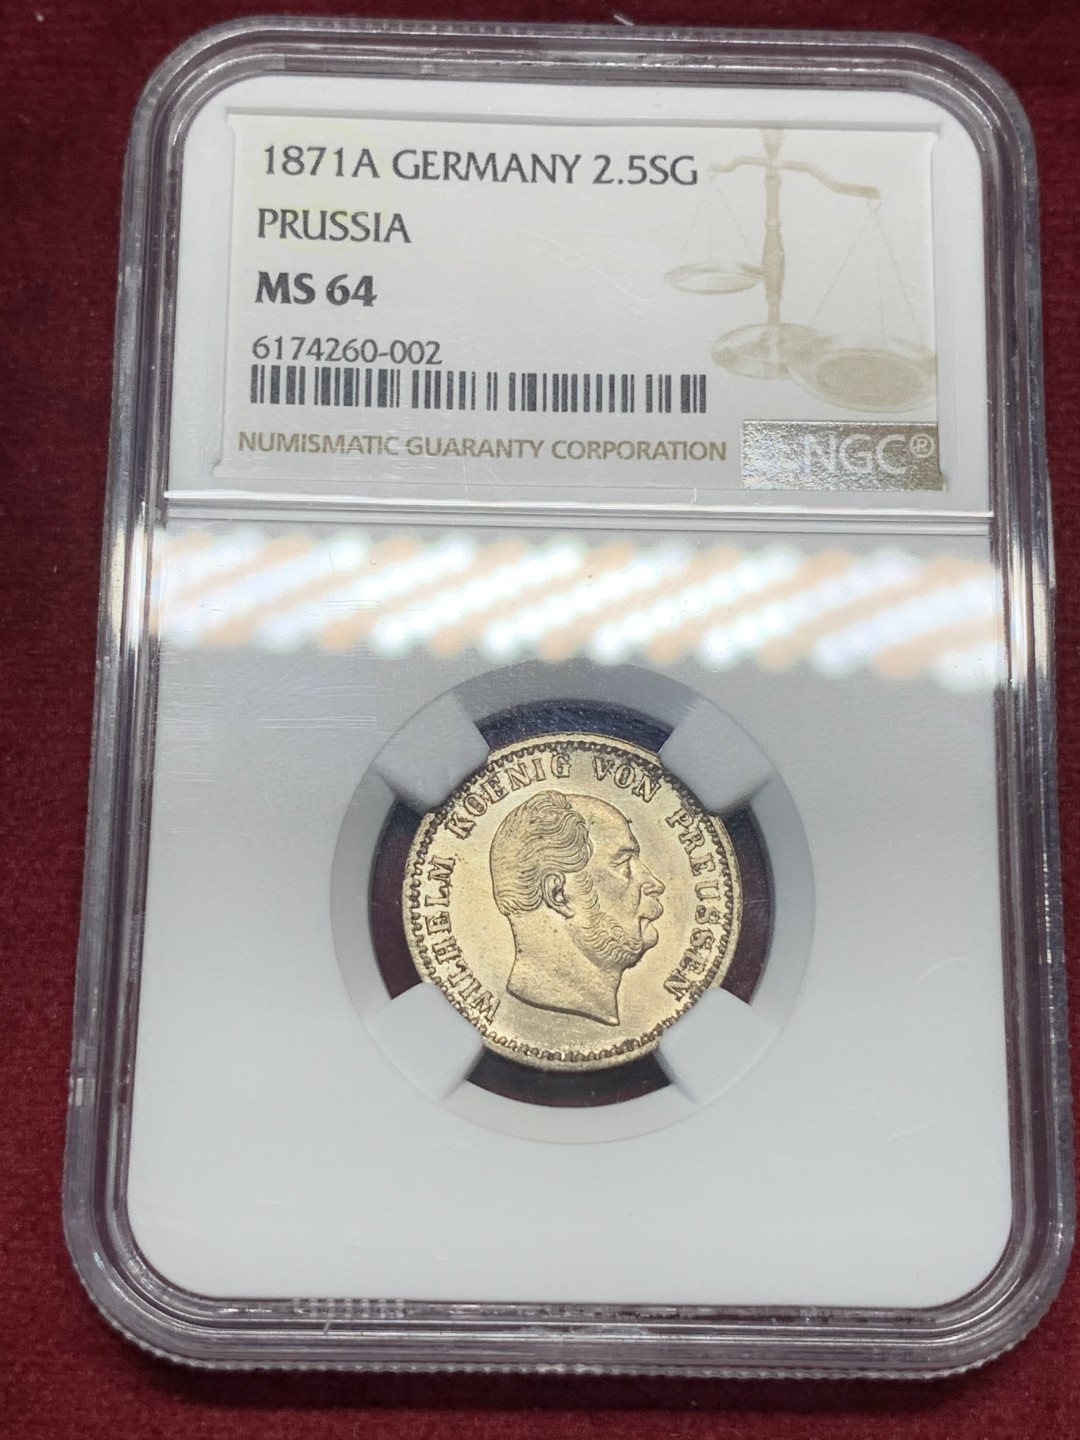 1871A GERMANY 2.5SG
PRUSSIA
MS 64
6174260-002
NUMISMATIC GUARANTY CORPORATION
NGC®
WILHELM KOENIG VON PREUSSEN